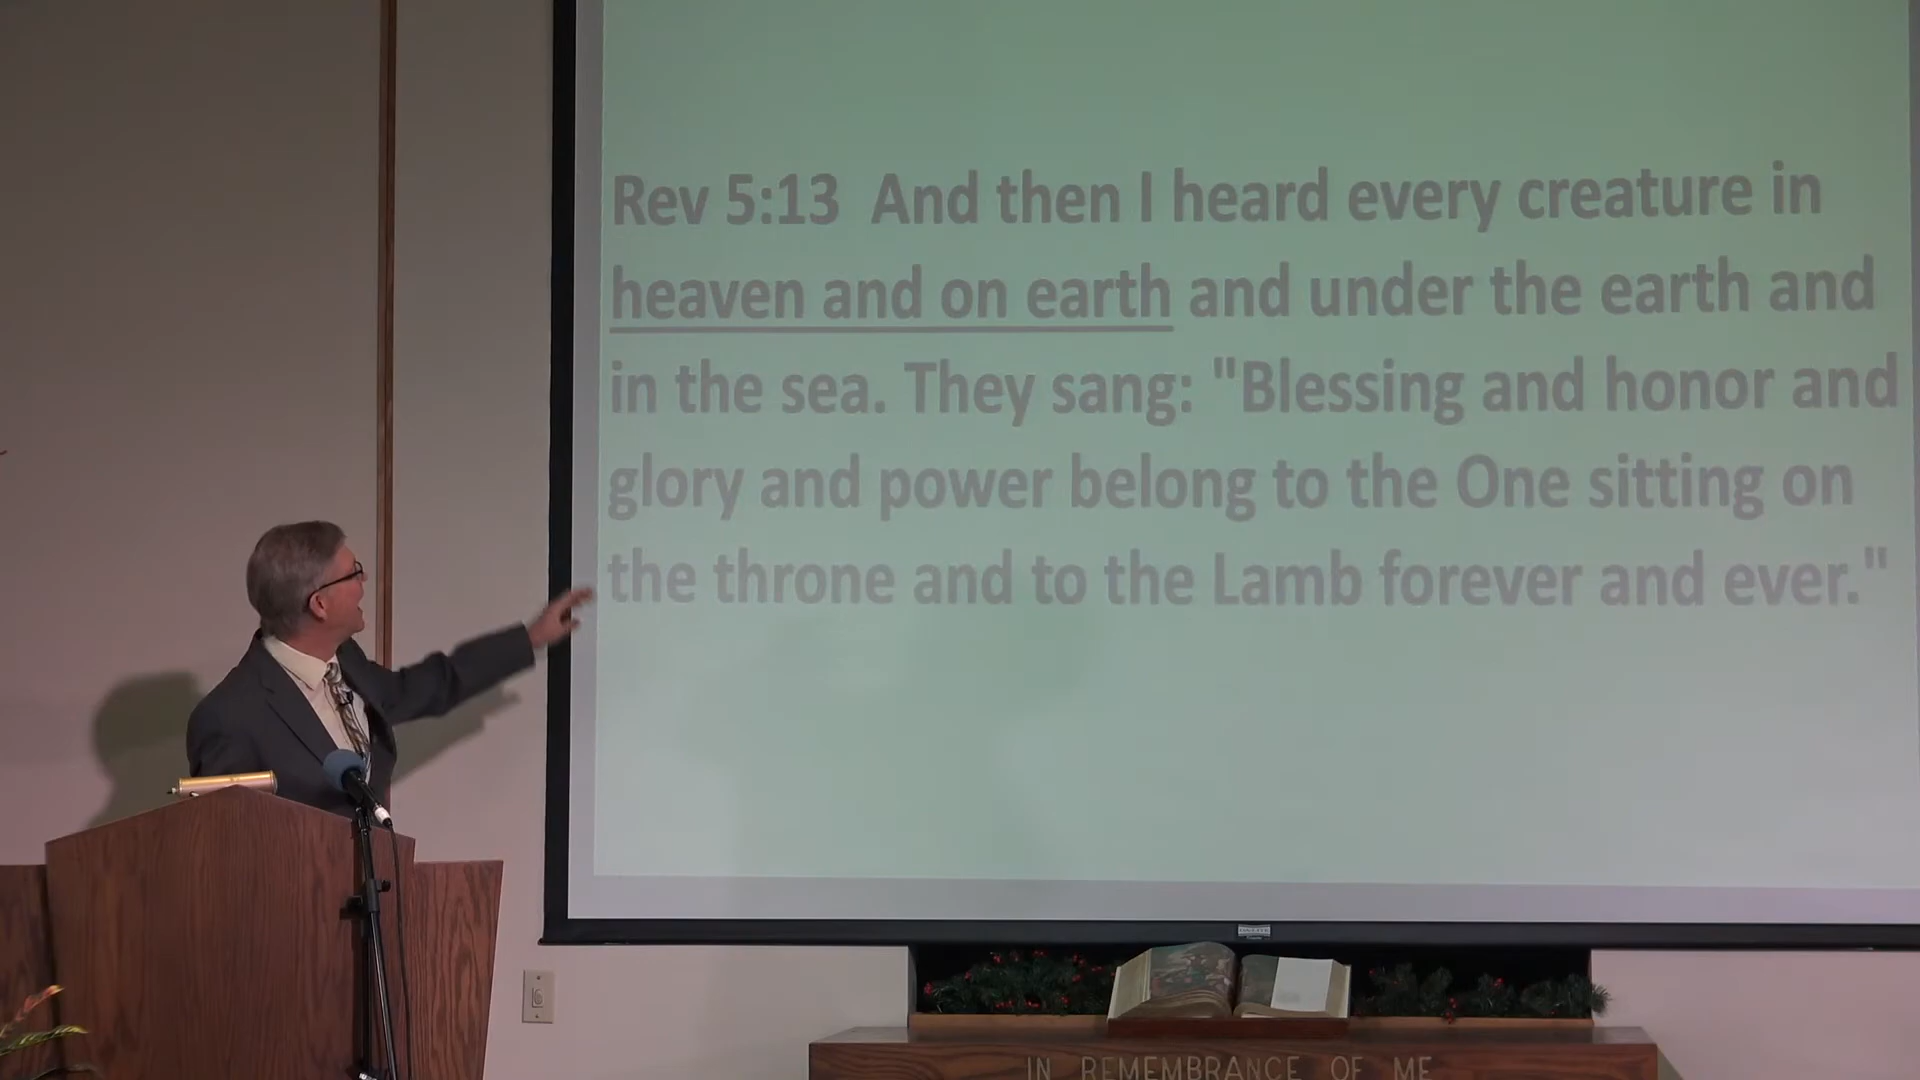 Rev 5:13  And then I heard every creature in
heaven and on earth and under the earth and
in the sea. They sang: "Blessing and honor and
glory and power belong to the One sitting on
the throne and to the Lamb forever and ever."
IN REMEMBRANCE OF ME